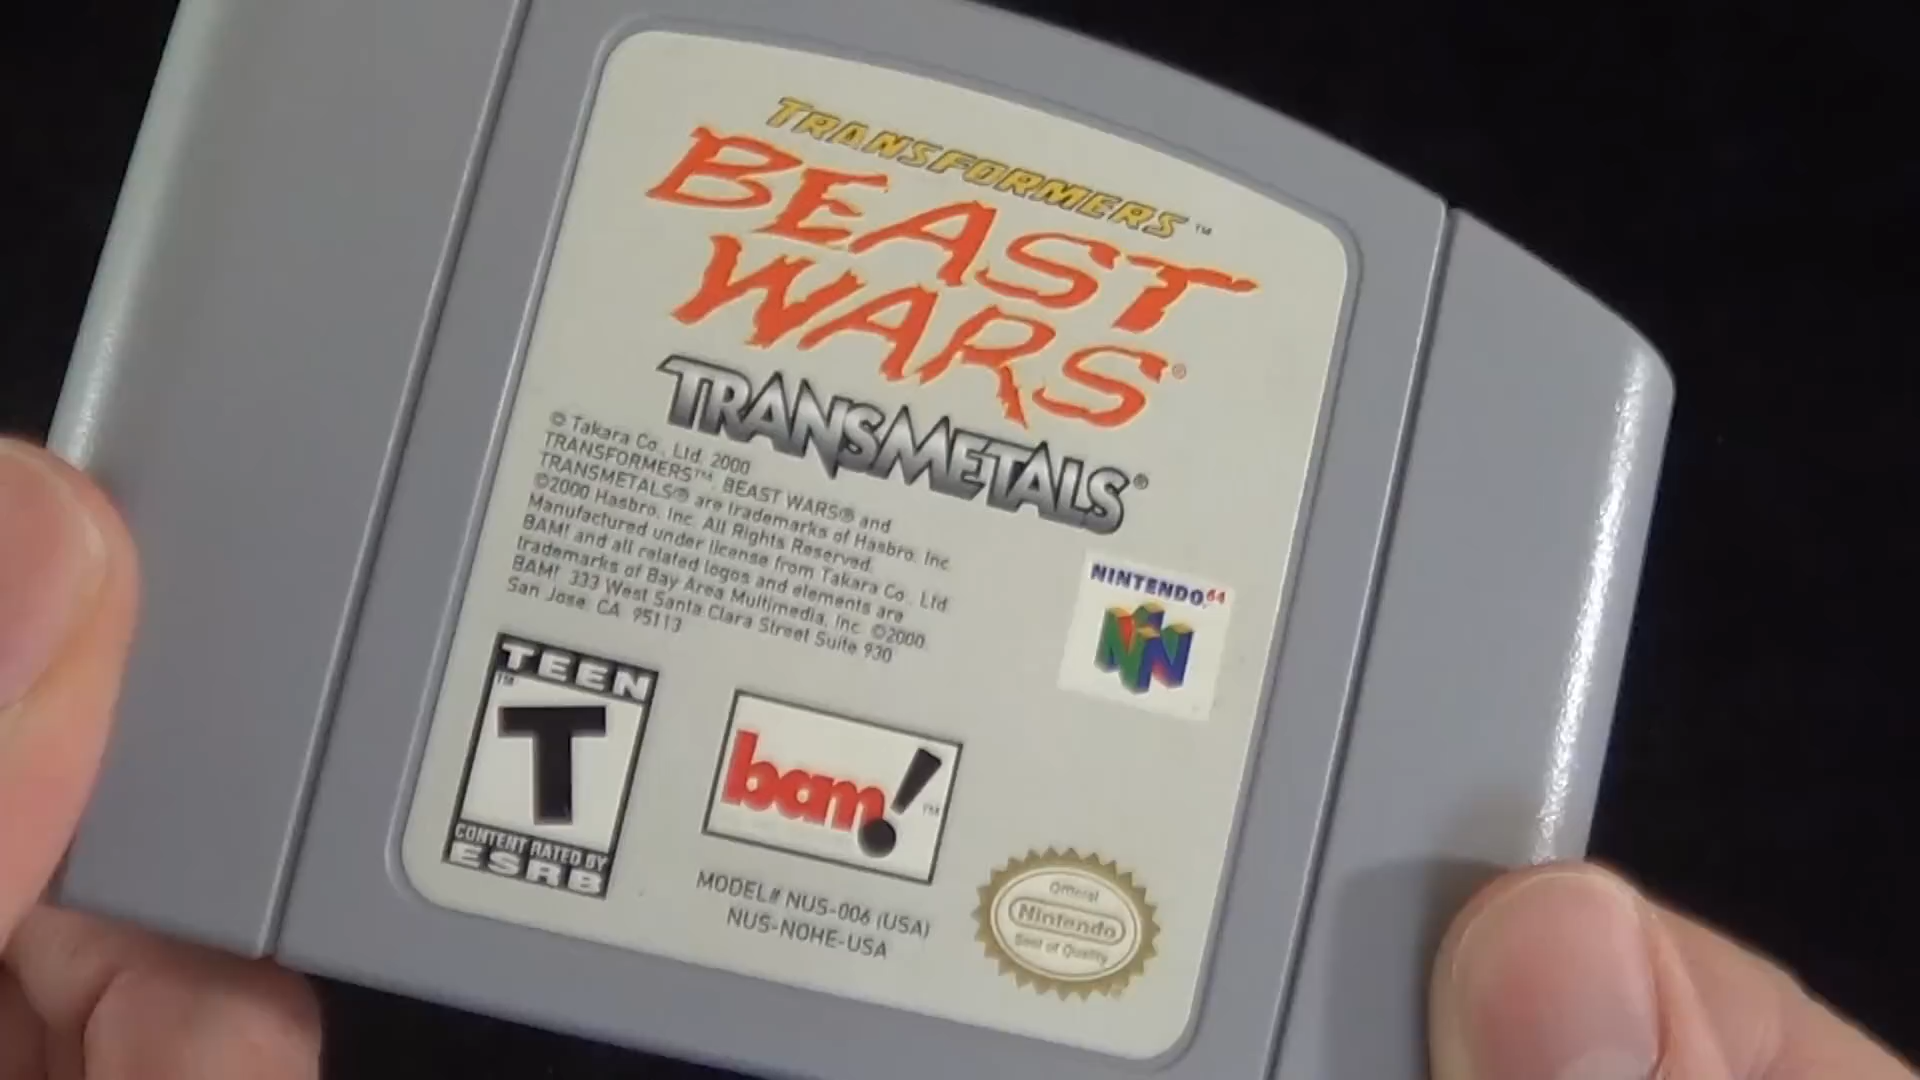 TRANSFORMERS™
BEAST
WARS®
TRANSMETALS®
© Takara Co., Ltd. 2000
TRANSFORMERS™, BEAST WARS® and
TRANSMETALS® are trademarks of Hasbro, Inc.
©2000 Hasbro, Inc. All Rights Reserved.
Manufactured under license from Takara Co., Ltd.
BAM! and all related logos and elements are
trademarks of Bay Area Multimedia, Inc. ©2000.
BAM! 333 West Santa Clara Street Suite 930
San Jose, CA 95113
NINTENDO64
TEEN
™
T
CONTENT RATED BY
ESRB
bam!™
MODEL# NUS-006 (USA)
NUS-NOHE-USA
Official
Nintendo
Seal of Quality